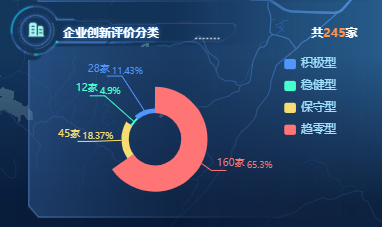 企业创新评价分类
共245家
28家 11.43%
12家 4.9%
45家 18.37%
160家 65.3%
积极型
稳健型
保守型
趋零型